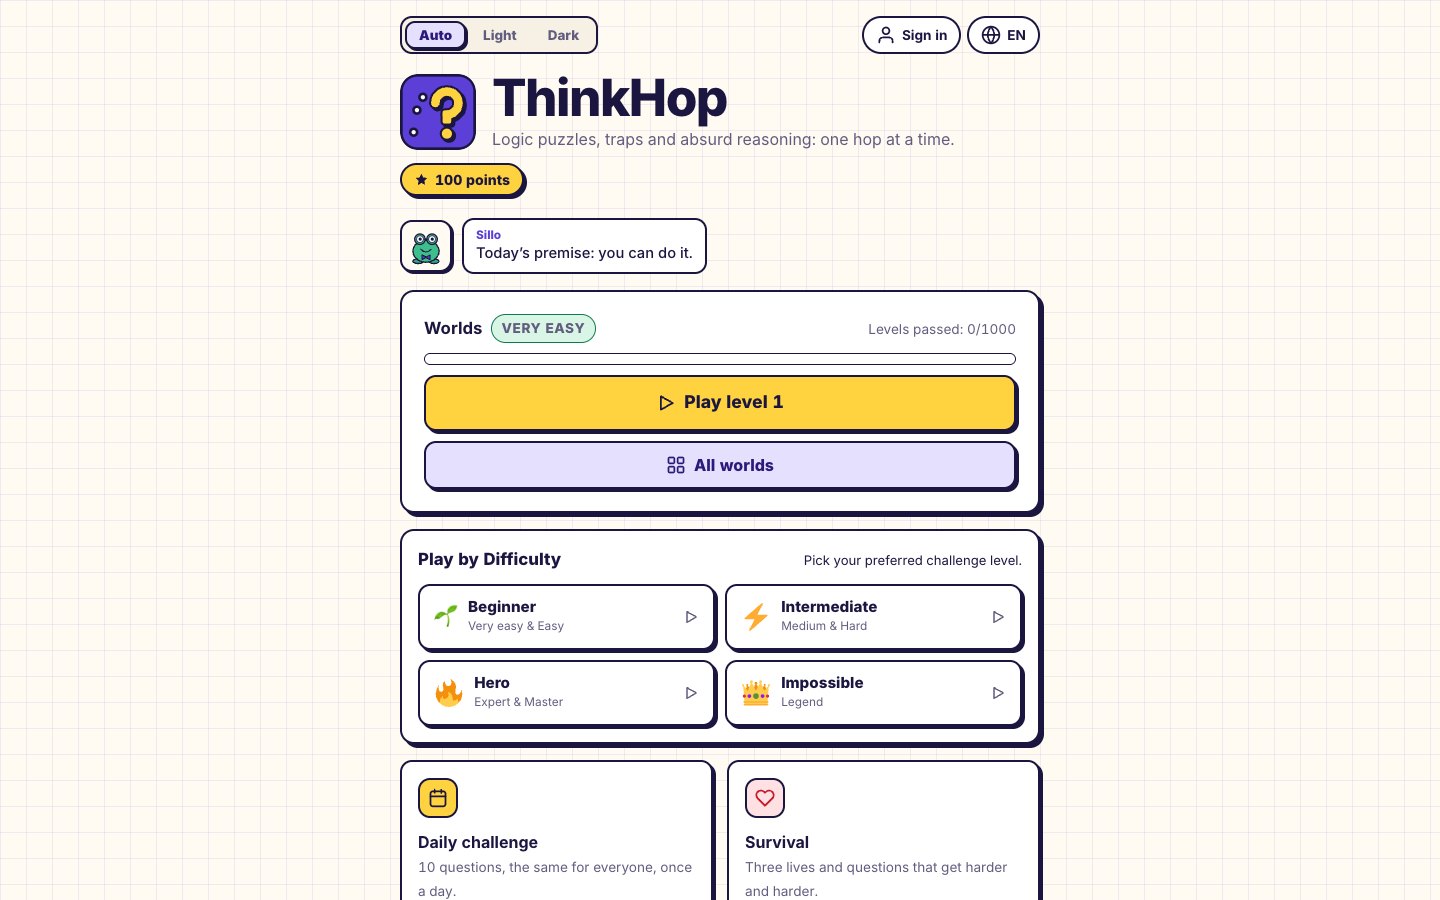 Auto Light Dark
Sign in
EN
ThinkHop
Logic puzzles, traps and absurd reasoning: one hop at a time.
100 points
Sillo
Today’s premise: you can do it.
Worlds VERY EASY Levels passed: 0/1000
Play level 1
All worlds
Play by Difficulty Pick your preferred challenge level.
Beginner
Very easy & Easy
Intermediate
Medium & Hard
Hero
Expert & Master
Impossible
Legend
Daily challenge
10 questions, the same for everyone, once
a day.
Survival
Three lives and questions that get harder
and harder.